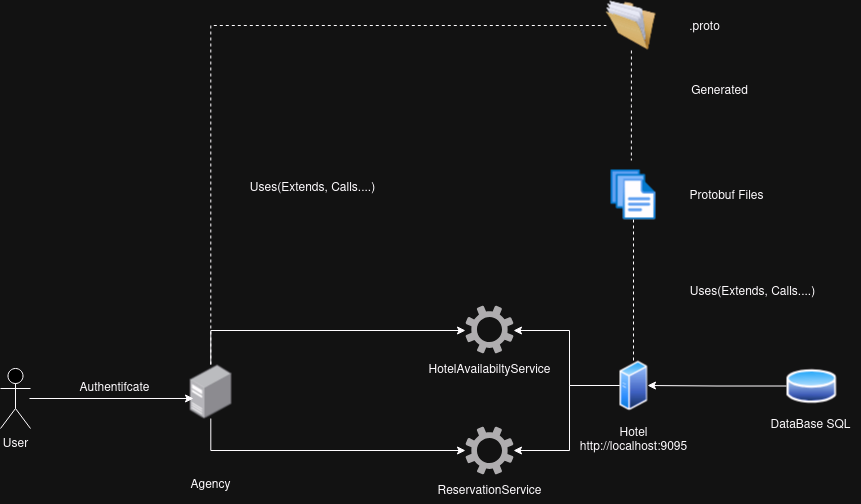 .proto
Generated
Uses(Extends, Calls....)
Protobuf Files
Uses(Extends, Calls....)
HotelAvailabiltyService
Authentifcate
DataBase SQL
Hotel
http://localhost:9095
User
Agency
ReservationService